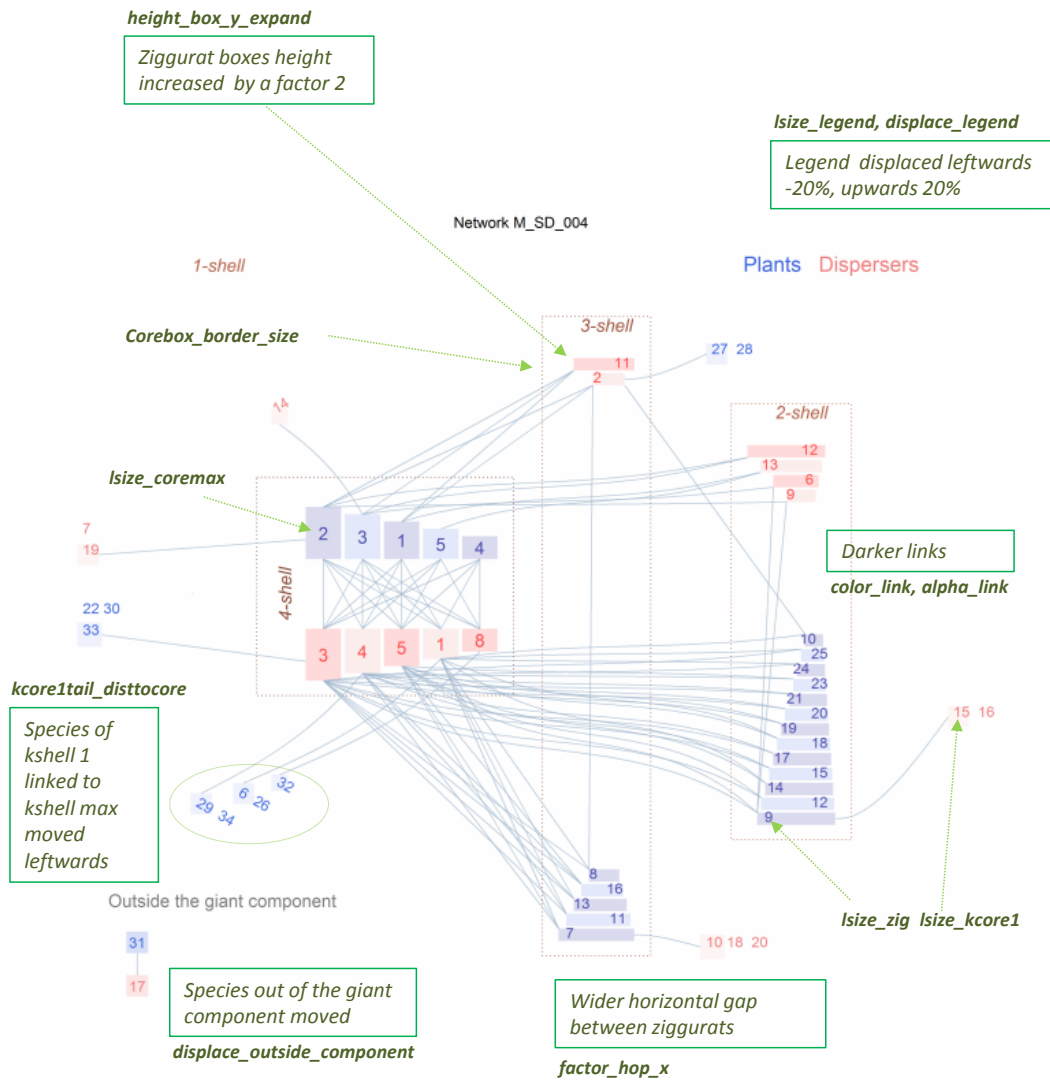 height_box_y_expand
Ziggurat boxes height
increased by a factor 2
lsize_legend, displace_legend
Legend displaced leftwards
-20%, upwards 20%
Network M_SD_004
1-shell
Plants Dispersers
Corebox_border_size
3-shell
11
2
27 28
2-shell
14
12
13
6
9
lsize_coremax
2 3 1 5 4
7
19
4-shell
Darker links
color_link, alpha_link
22 30
33
3 4 5 1 8
10
25
24
23
21
20
19
18
17
15
14
12
9
15 16
kcore1tail_disttocore
Species of
kshell 1
linked to
kshell max
moved
leftwards
29 34 6 26 32
8
16
13
11
7
10 18 20
lsize_zig lsize_kcore1
Outside the giant component
31
17
Species out of the giant
component moved
displace_outside_component
Wider horizontal gap
between ziggurats
factor_hop_x